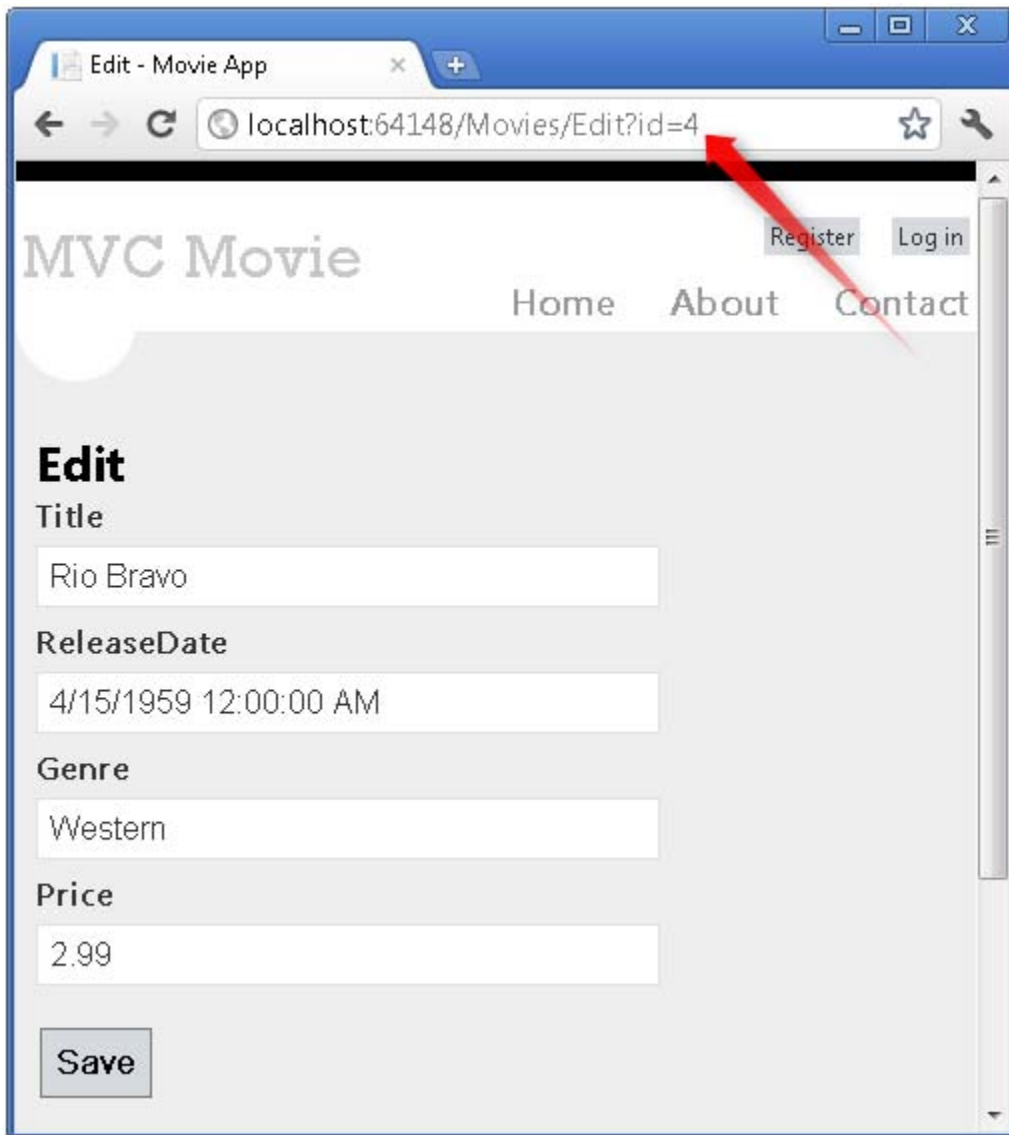 Edit - Movie App
localhost:64148/Movies/Edit?id=4
MVC Movie
Register Log in
Home About Contact
Edit
Title
Rio Bravo
ReleaseDate
4/15/1959 12:00:00 AM
Genre
Western
Price
2.99
Save